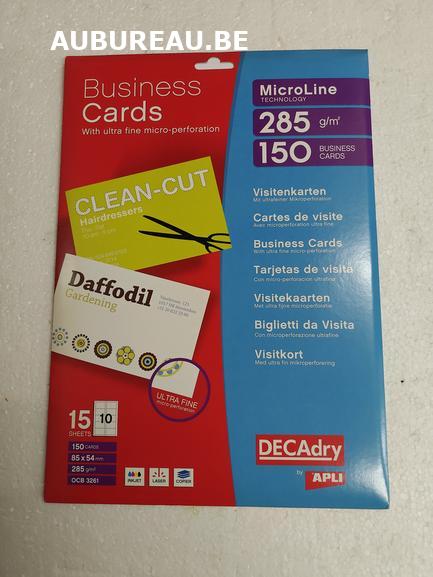 AUBUREAU.BE
Business
Cards
With ultra fine micro-perforation
MicroLine
TECHNOLOGY
285 g/m²
150 BUSINESS
CARDS
CLEAN-CUT
Hairdressers
Daffodil
Gardening
ULTRA FINE
micro-perforation
Visitenkarten
Mit ultrafeiner Mikroperforation
Cartes de visite
Avec microperforation ultra fine
Business Cards
With ultra fine micro-perforation
Tarjetas de visita
Con micro-perforacion ultrafina
Visitekaarten
Met ultra fijne microperforatie
Biglietti da Visita
Con microperforazione ultrafine
Visitkort
Med ultra fin mikroperforering
15
SHEETS
10
150 CARDS
85 x 54 mm
285 g/m²
OCB 3261
INKJET
LASER
COPIER
DECAdry
by APLI